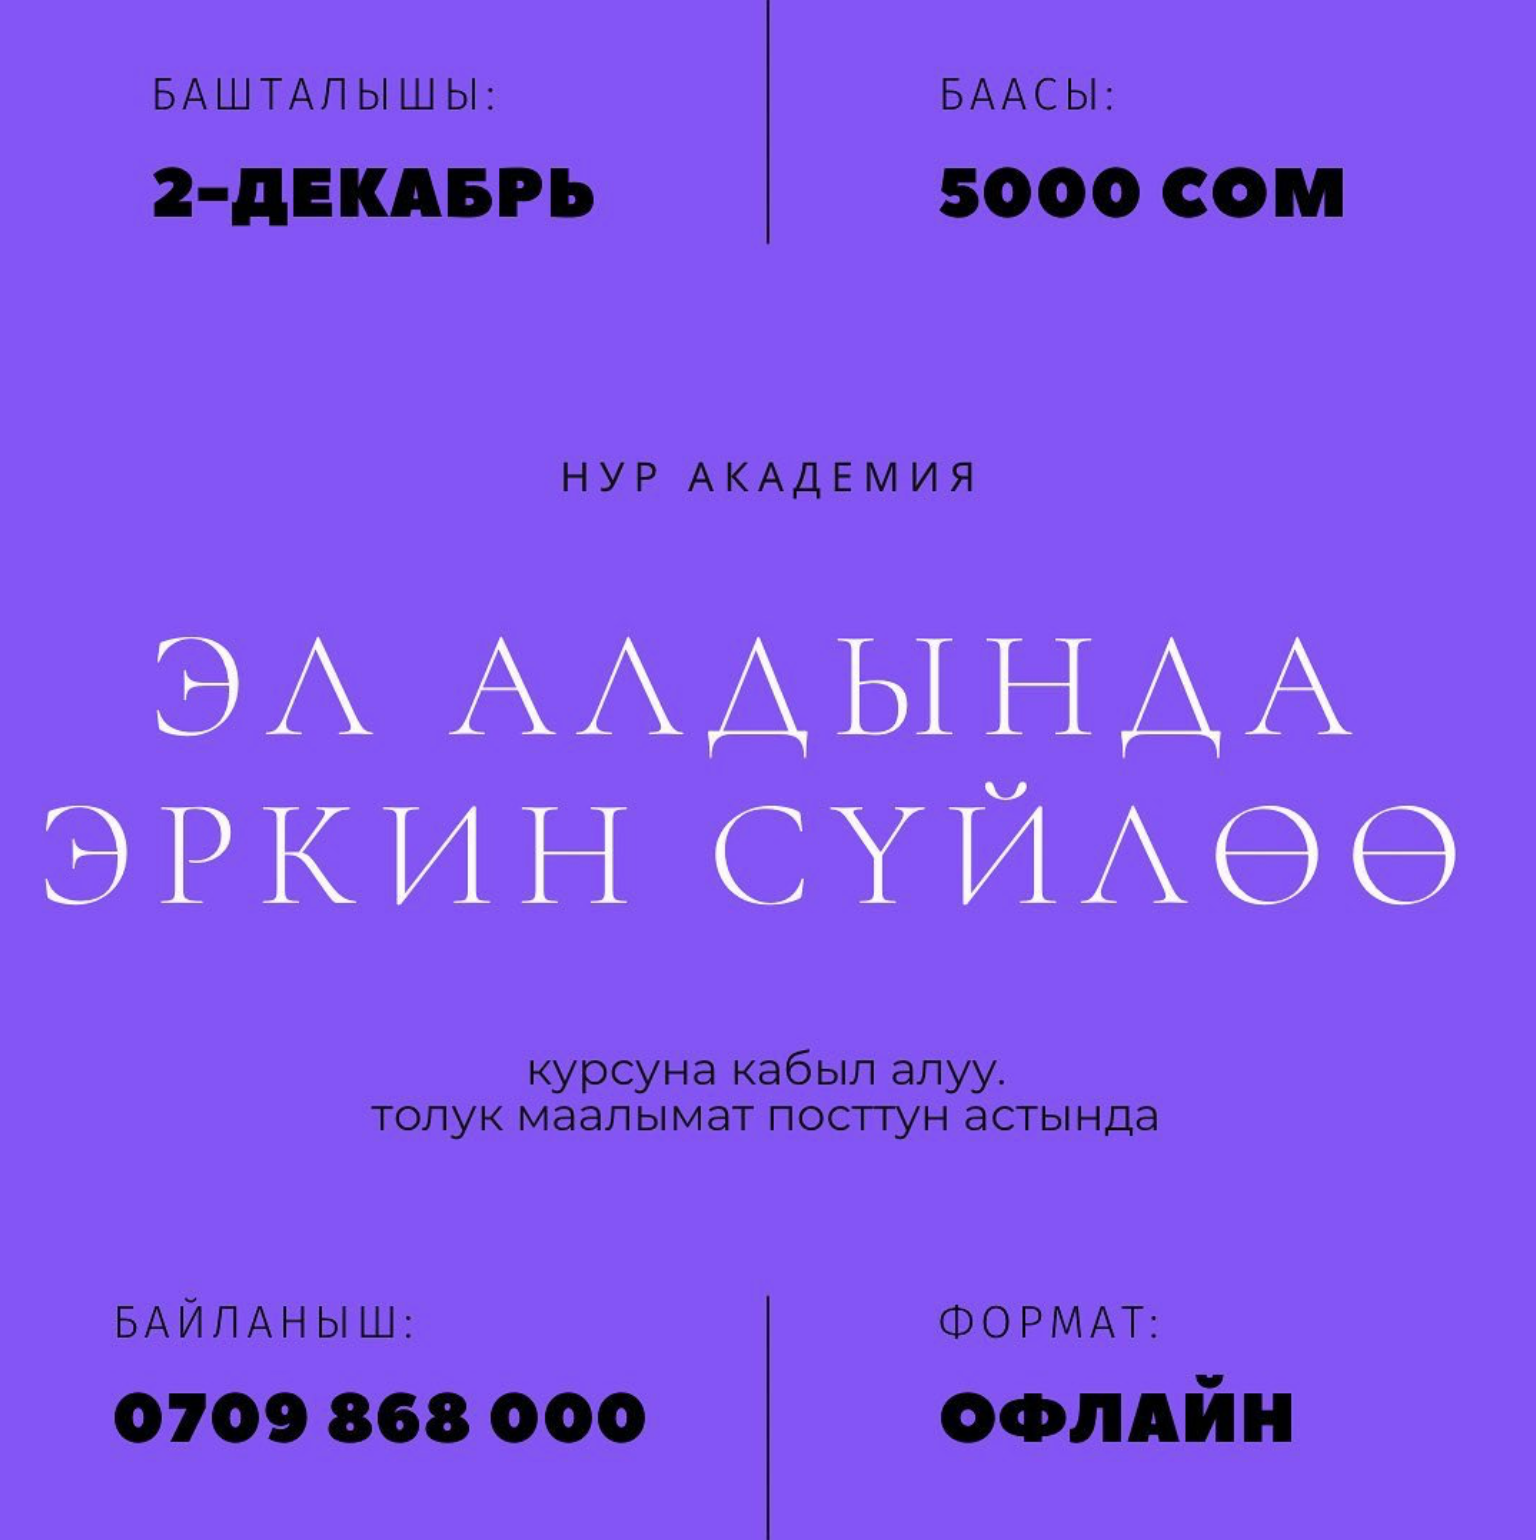 БАШТАЛЫШЫ:
2-ДЕКАБРЬ
БААСЫ:
5000 СОМ
НУР АКАДЕМИЯ
ЭЛ АЛДЫНДА
ЭРКИН СҮЙЛӨӨ
курсуна кабыл алуу.
толук маалымат посттун астында
БАЙЛАНЫШ:
0709 868 000
ФОРМАТ:
ОФЛАЙН